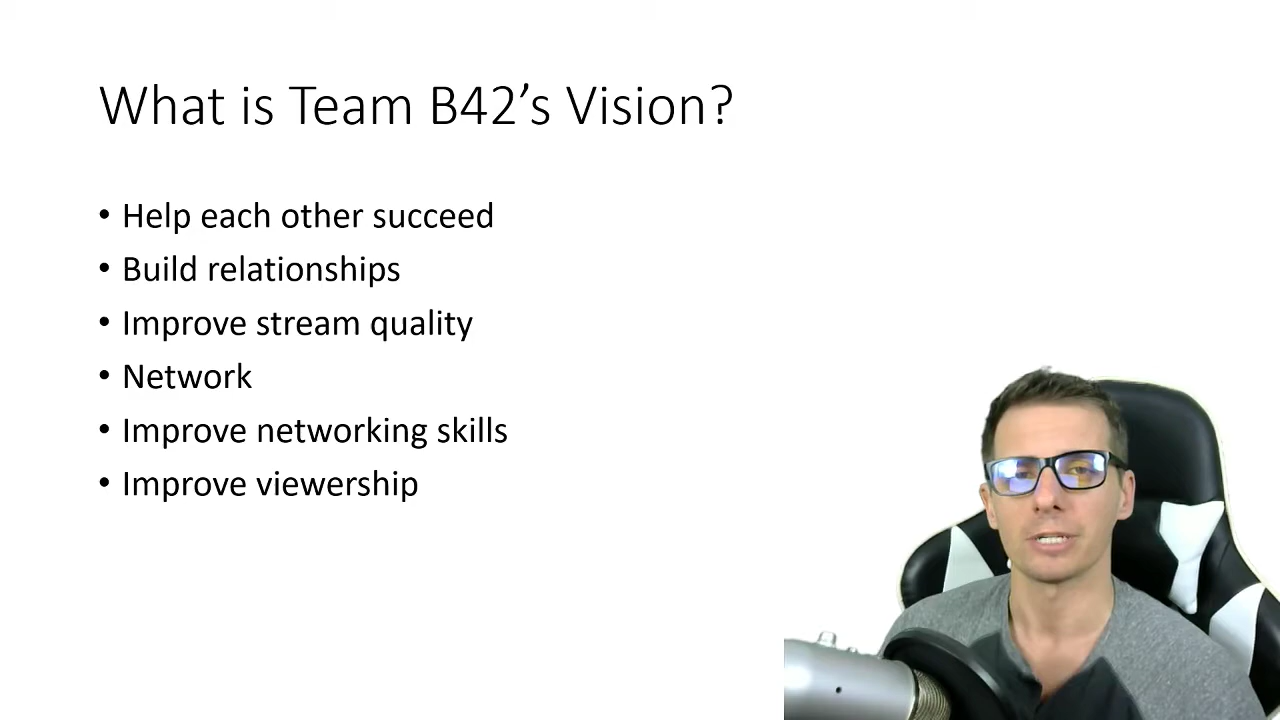 What is Team B42’s Vision?
• Help each other succeed
• Build relationships
• Improve stream quality
• Network
• Improve networking skills
• Improve viewership